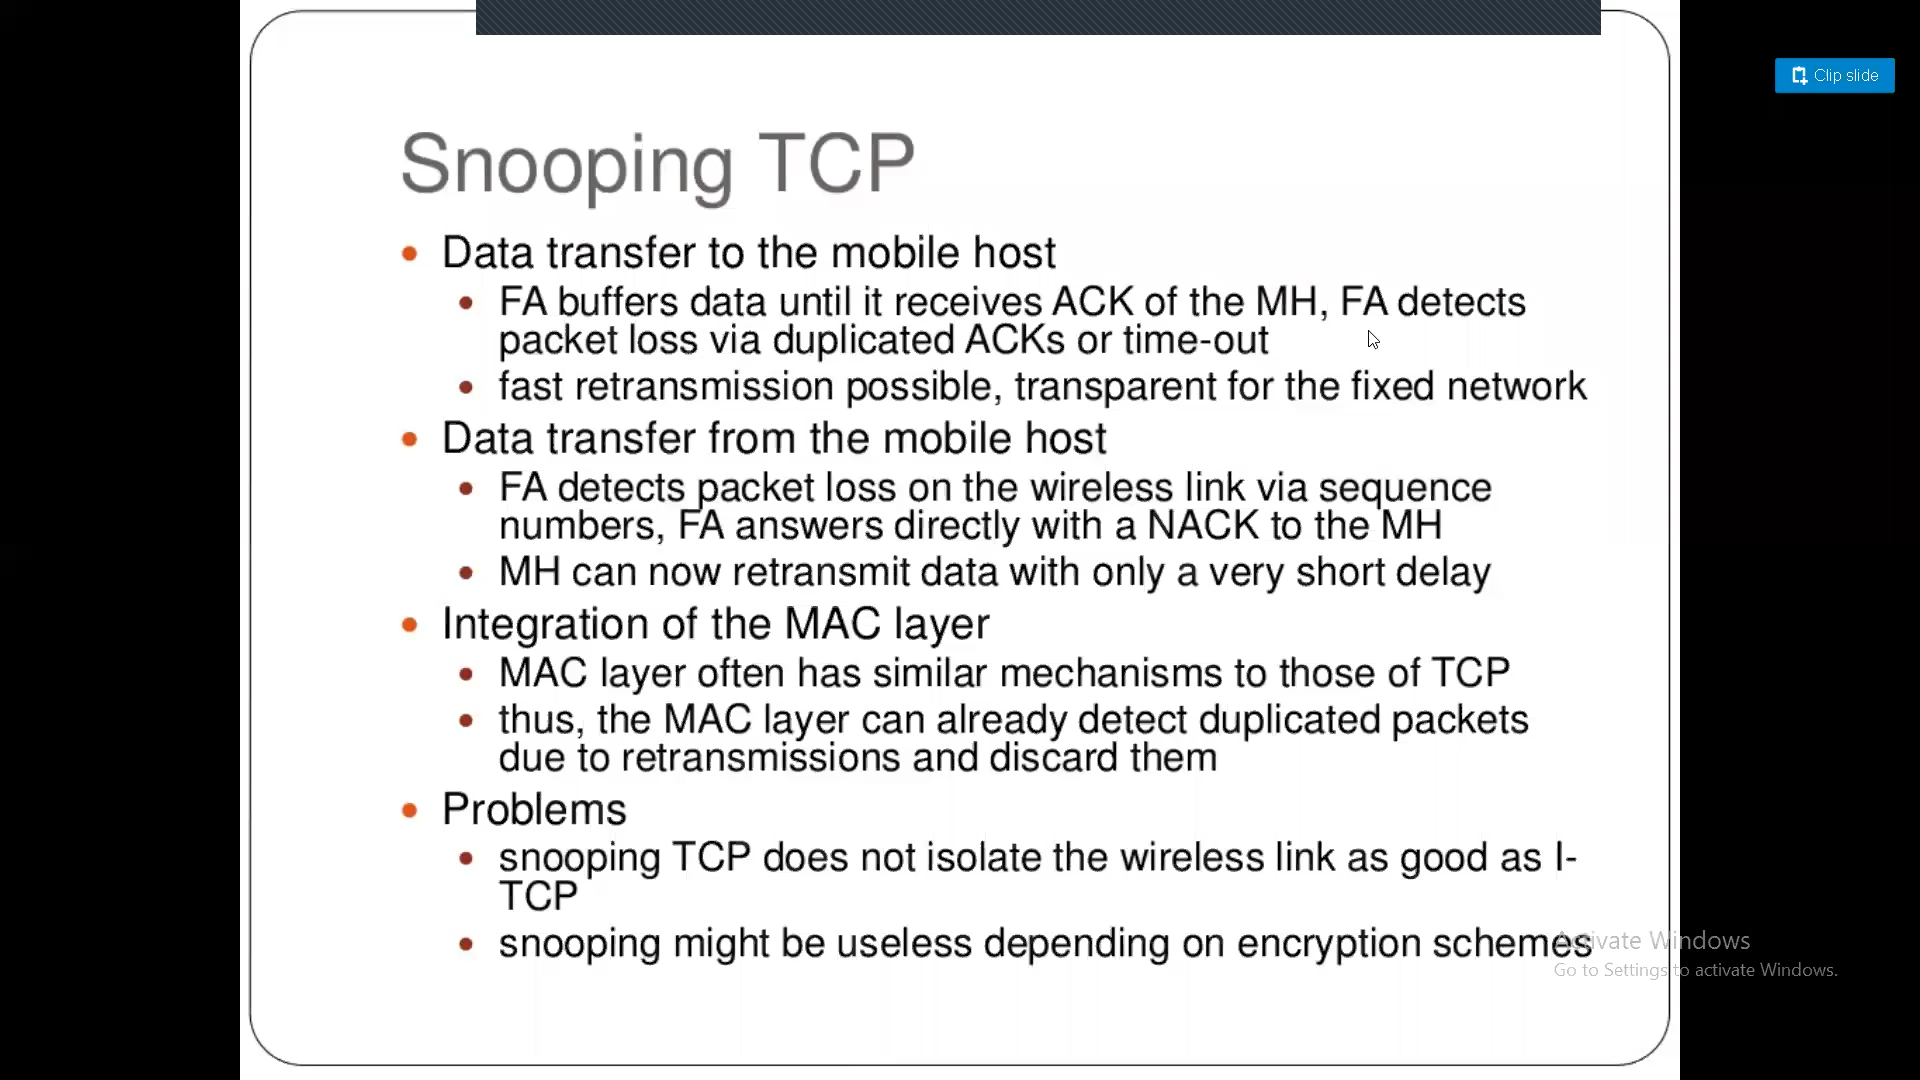 Clip slide
Snooping TCP
• Data transfer to the mobile host
• FA buffers data until it receives ACK of the MH, FA detects
packet loss via duplicated ACKs or time-out
• fast retransmission possible, transparent for the fixed network
• Data transfer from the mobile host
• FA detects packet loss on the wireless link via sequence
numbers, FA answers directly with a NACK to the MH
• MH can now retransmit data with only a very short delay
• Integration of the MAC layer
• MAC layer often has similar mechanisms to those of TCP
• thus, the MAC layer can already detect duplicated packets
due to retransmissions and discard them
• Problems
• snooping TCP does not isolate the wireless link as good as I-
TCP
• snooping might be useless depending on encryption schemes
Activate Windows
Go to Settings to activate Windows.